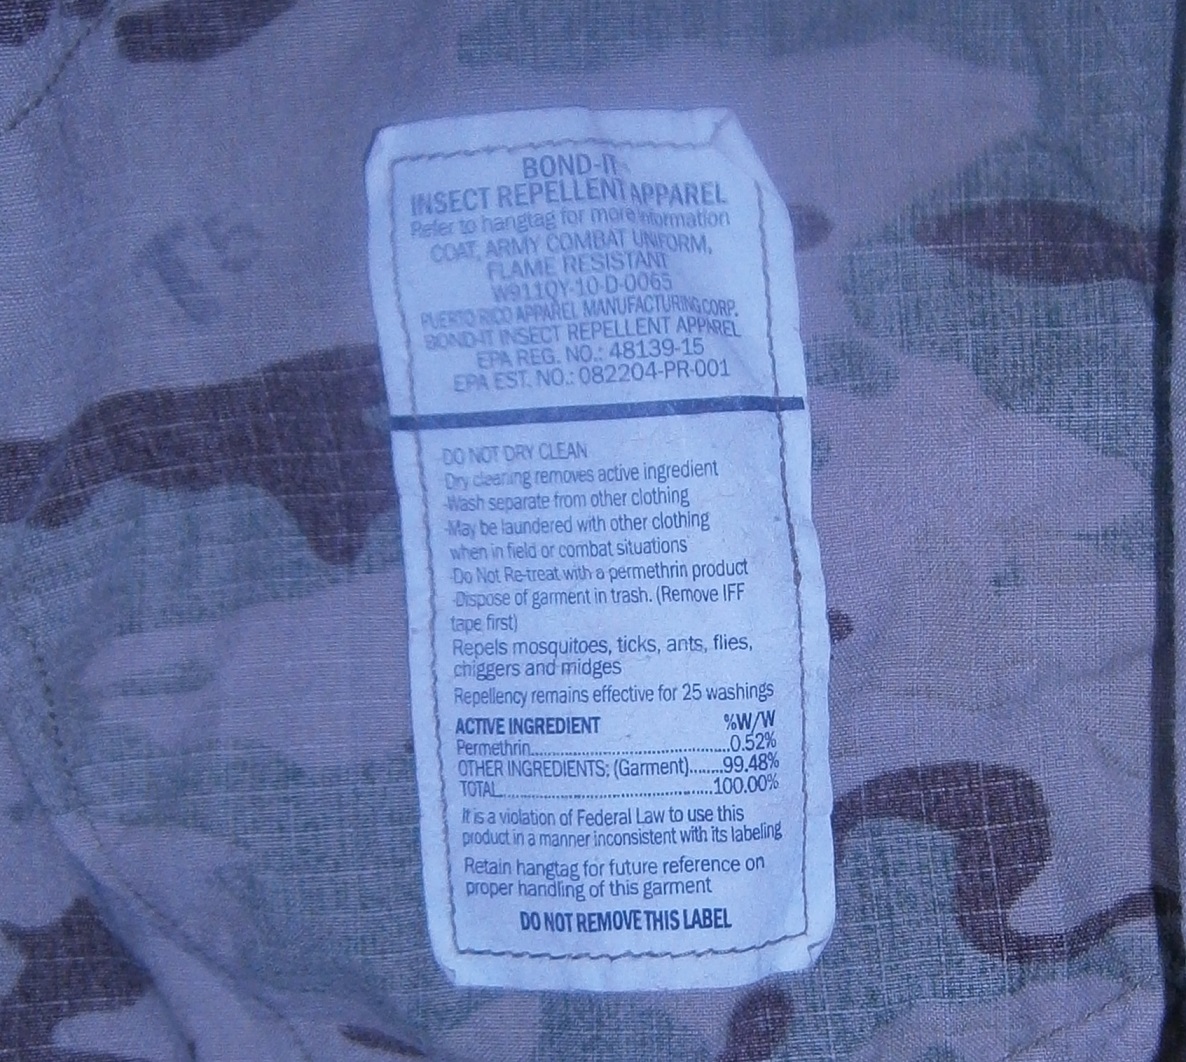 BOND-IT
INSECT REPELLENT APPAREL
Refer to hangtag for more information
COAT, ARMY COMBAT UNIFORM,
FLAME RESISTANT
W911QY-10-D-0065
PUERTO RICO APPAREL MANUFACTURING CORP.
BOND-IT INSECT REPELLENT APPAREL
EPA REG. NO.: 48139-15
EPA EST. NO.: 082204-PR-001
DO NOT DRY CLEAN
Dry cleaning removes active ingredient
-Wash separate from other clothing
-May be laundered with other clothing
when in field or combat situations
-Do Not Re-treat with a permethrin product
-Dispose of garment in trash. (Remove IFF
tape first)
Repels mosquitoes, ticks, ants, flies,
chiggers and midges
Repellency remains effective for 25 washings
ACTIVE INGREDIENT %W/W
Permethrin..............................0.52%
OTHER INGREDIENTS: (Garment).......99.48%
TOTAL..............................100.00%
It is a violation of Federal Law to use this
product in a manner inconsistent with its labeling
Retain hangtag for future reference on
proper handling of this garment
DO NOT REMOVE THIS LABEL